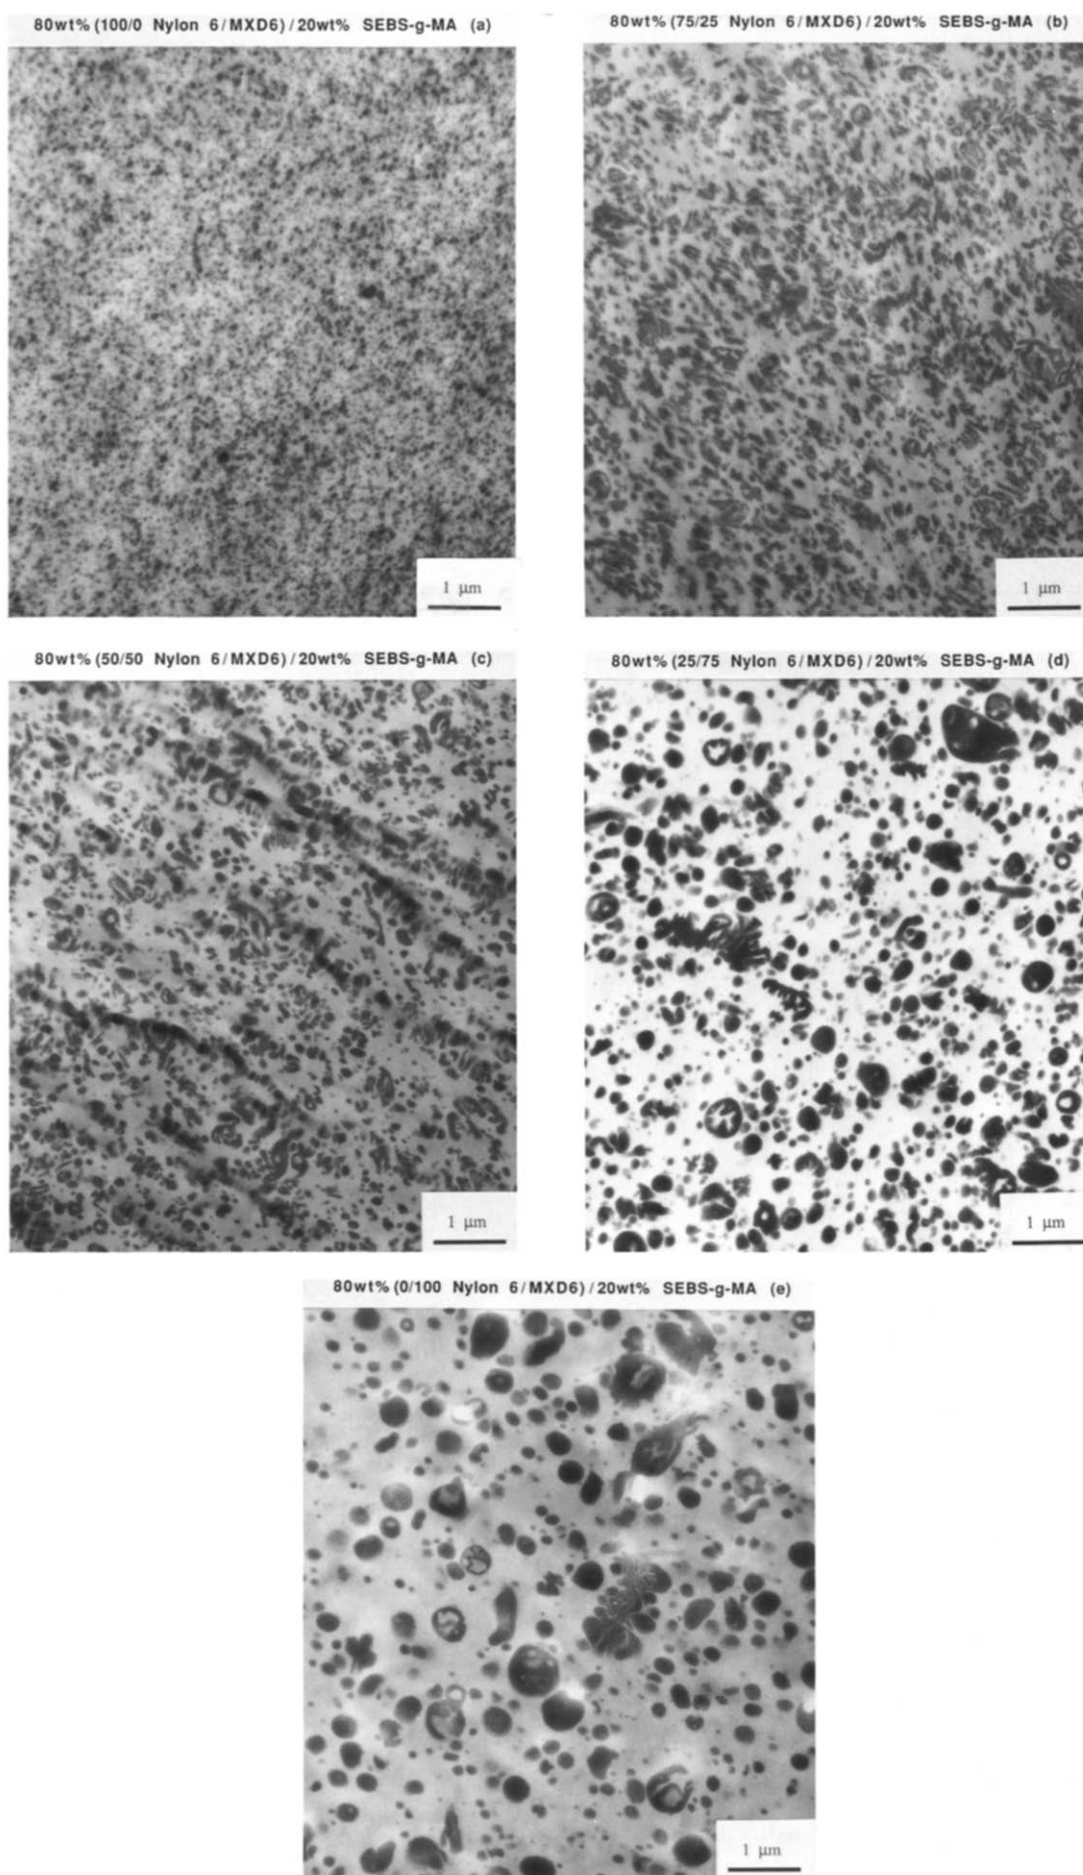 80wt% (100/0 Nylon 6/MXD6) / 20wt% SEBS-g-MA (a)
80wt% (75/25 Nylon 6/MXD6) / 20wt% SEBS-g-MA (b)
1 μm
1 μm
80wt% (50/50 Nylon 6/MXD6) / 20wt% SEBS-g-MA (c)
80wt% (25/75 Nylon 6/MXD6) / 20wt% SEBS-g-MA (d)
1 μm
1 μm
80wt% (0/100 Nylon 6/MXD6) / 20wt% SEBS-g-MA (e)
1 μm